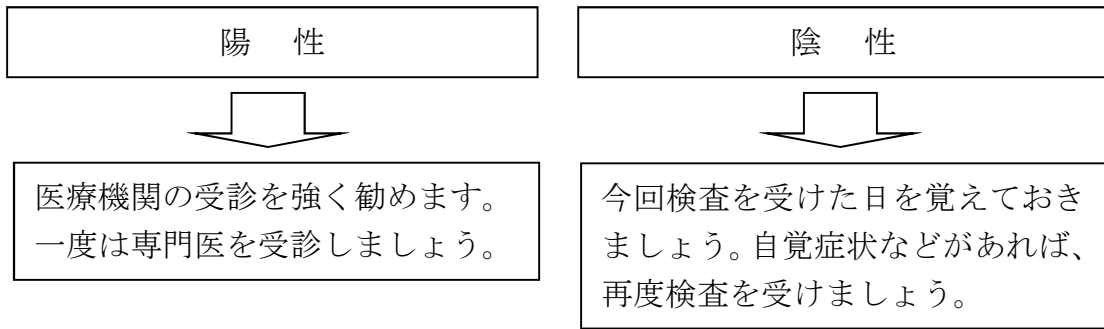 陽　性
陰　性
医療機関の受診を強く勧めます。
一度は専門医を受診しましょう。
今回検査を受けた日を覚えておき
ましょう。自覚症状などがあれば、
再度検査を受けましょう。